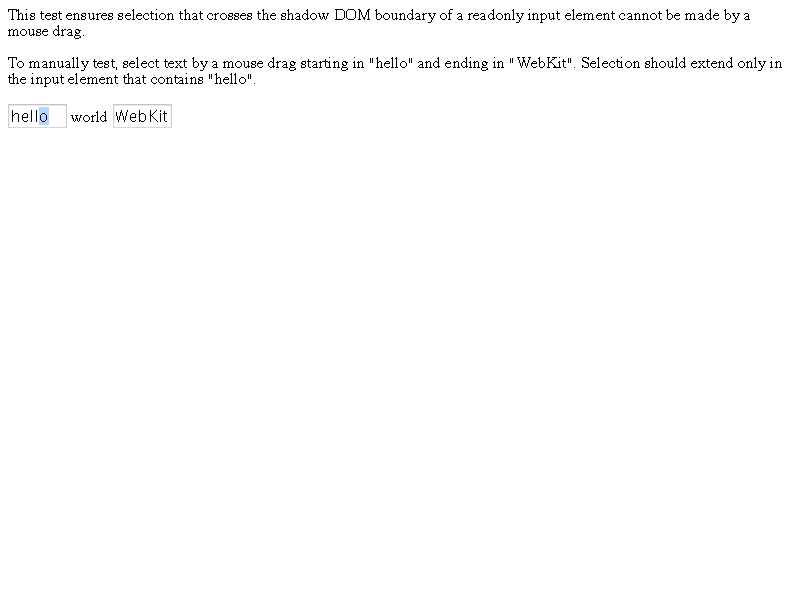 This test ensures selection that crosses the shadow DOM boundary of a readonly input element cannot be made by a
mouse drag.
To manually test, select text by a mouse drag starting in "hello" and ending in "WebKit". Selection should extend only in
the input element that contains "hello".
hello world WebKit